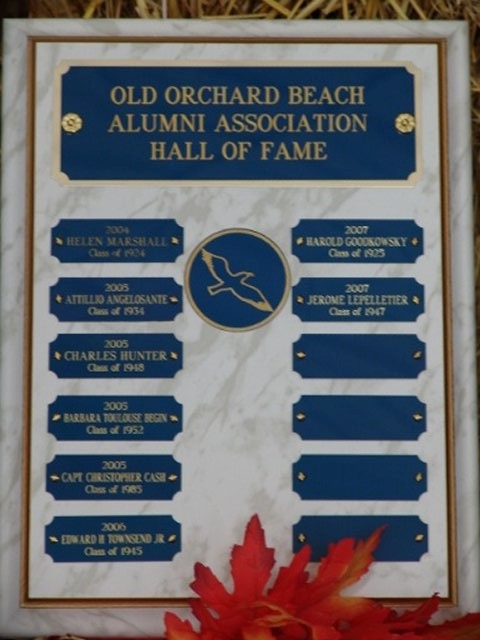 OLD ORCHARD BEACH
ALUMNI ASSOCIATION
HALL OF FAME
2004
HELEN MARSHALL
Class of 1924
2005
ATTILLIO ANGELOSANTE
Class of 1934
2005
CHARLES HUNTER
Class of 1948
2005
BARBARA TOULOUSE BEGIN
Class of 1952
2005
CAPT. CHRISTOPHER CASH
Class of 1985
2006
EDWARD H TOWNSEND JR
Class of 1945
2007
HAROLD GOODKOWSKY
Class of 1925
2007
JEROME LEPELLETIER
Class of 1947